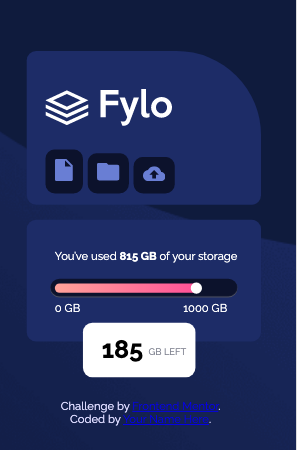 Fylo
You've used 815 GB of your storage
0 GB 1000 GB
185 GB LEFT
Challenge by Frontend Mentor.
Coded by